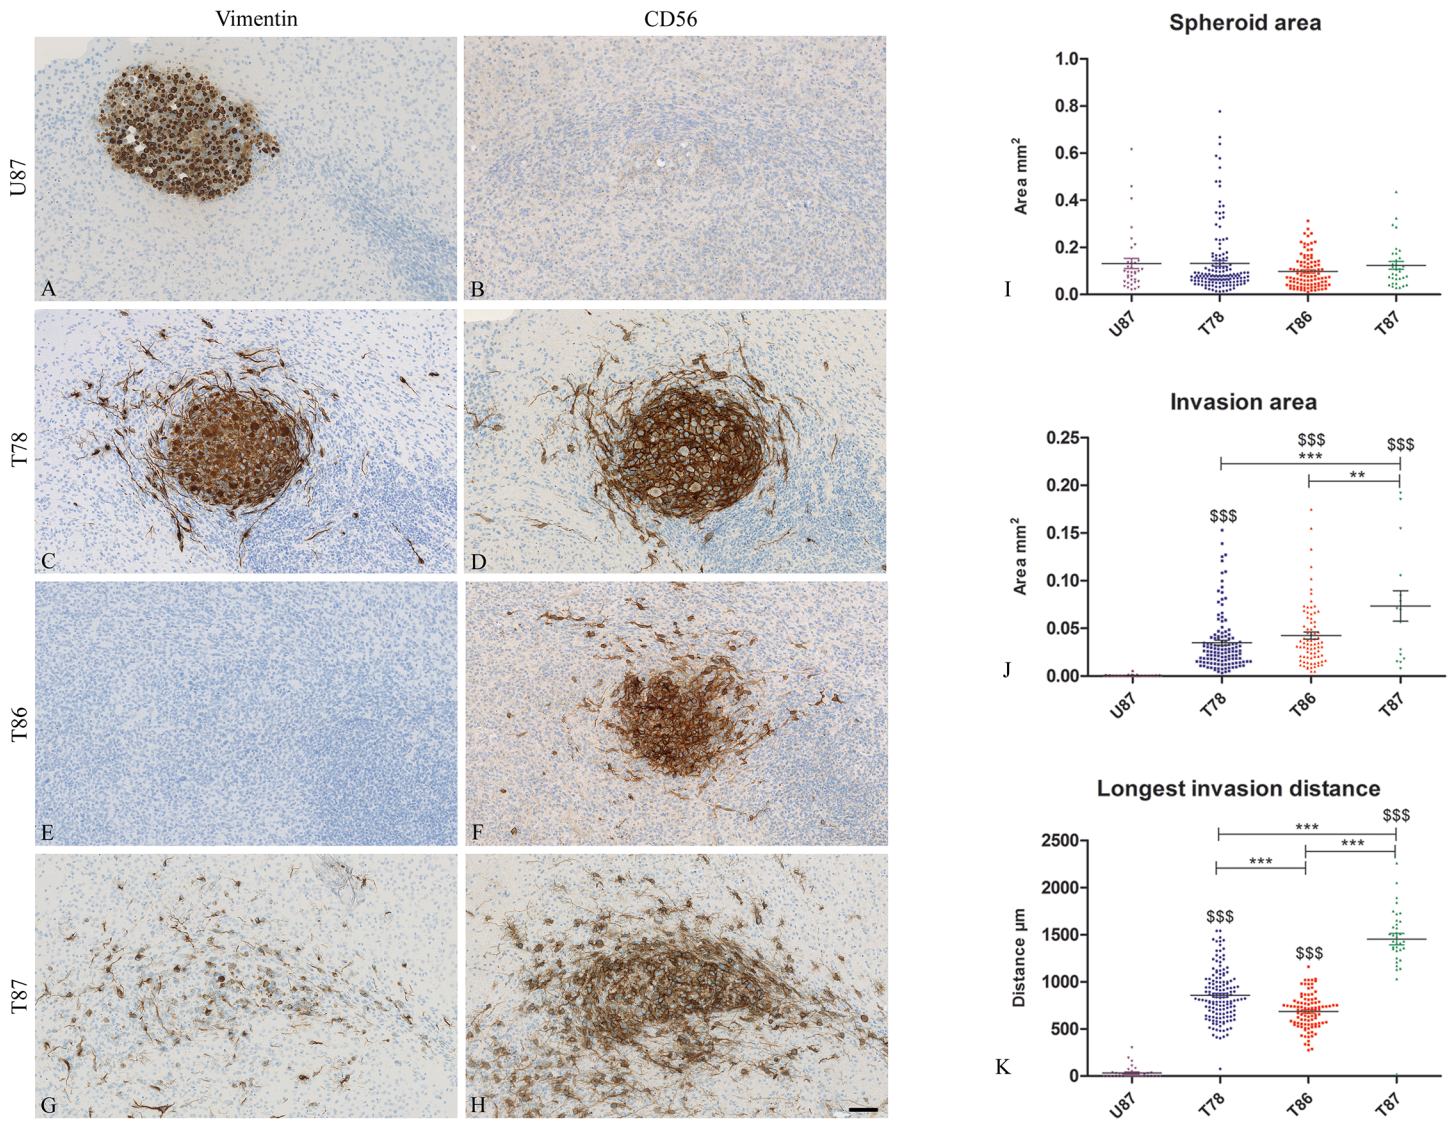 Vimentin
CD56
U87
A
B
T78
C
D
T86
E
F
T87
G
H
Spheroid area
Area mm²
1.0
0.8
0.6
0.4
0.2
0.0
I
U87
T78
T86
T87
Invasion area
Area mm²
0.25
0.20
0.15
0.10
0.05
0.00
$$$
$$$
***
**
$$$
J
U87
T78
T86
T87
Longest invasion distance
Distance µm
2500
2000
1500
1000
500
0
$$$
***
***
***
$$$
$$$
K
U87
T78
T86
T87